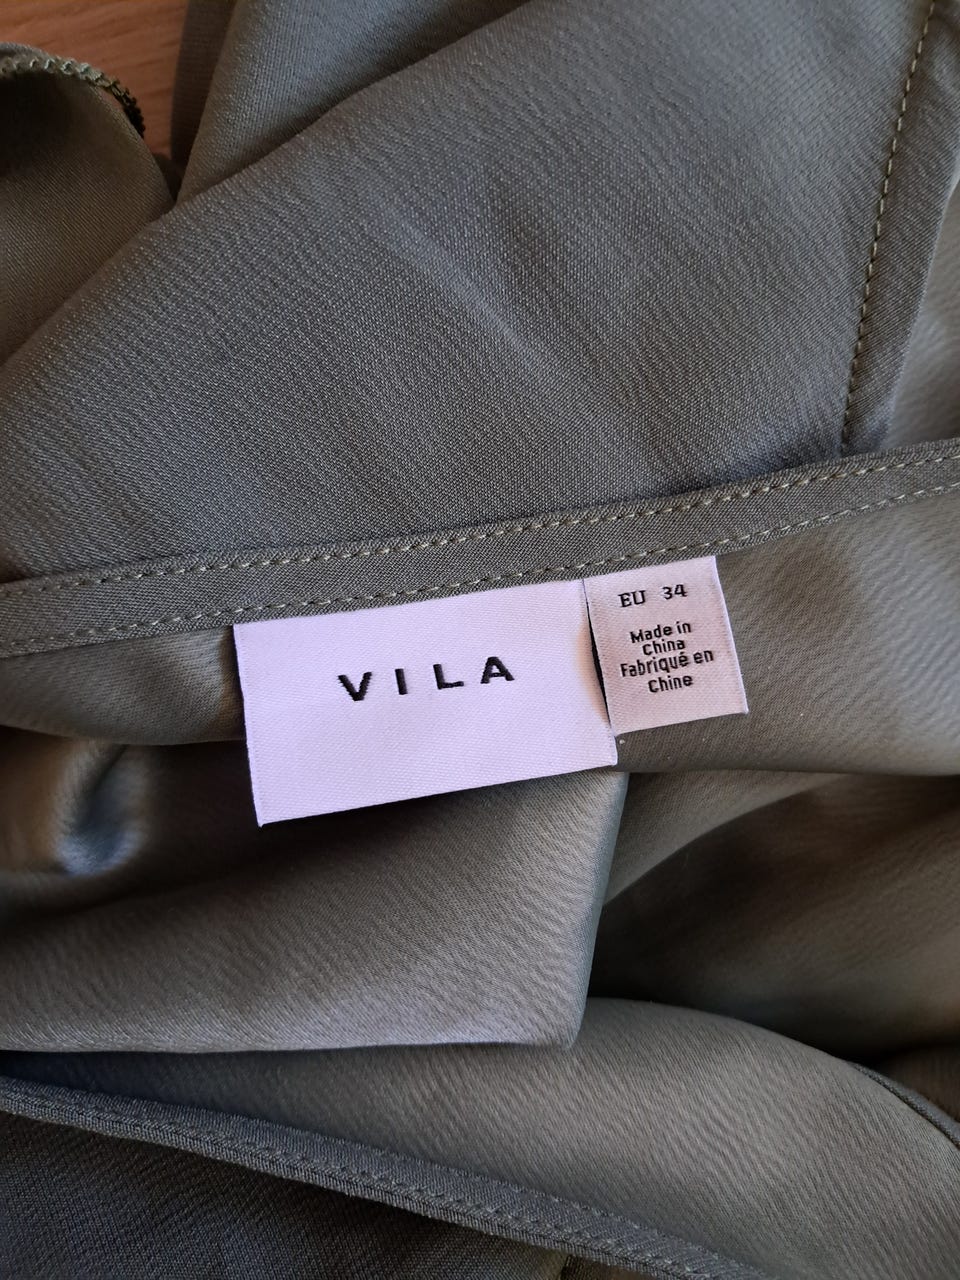 VILA
EU 34
Made in
China
Fabriqué en
Chine